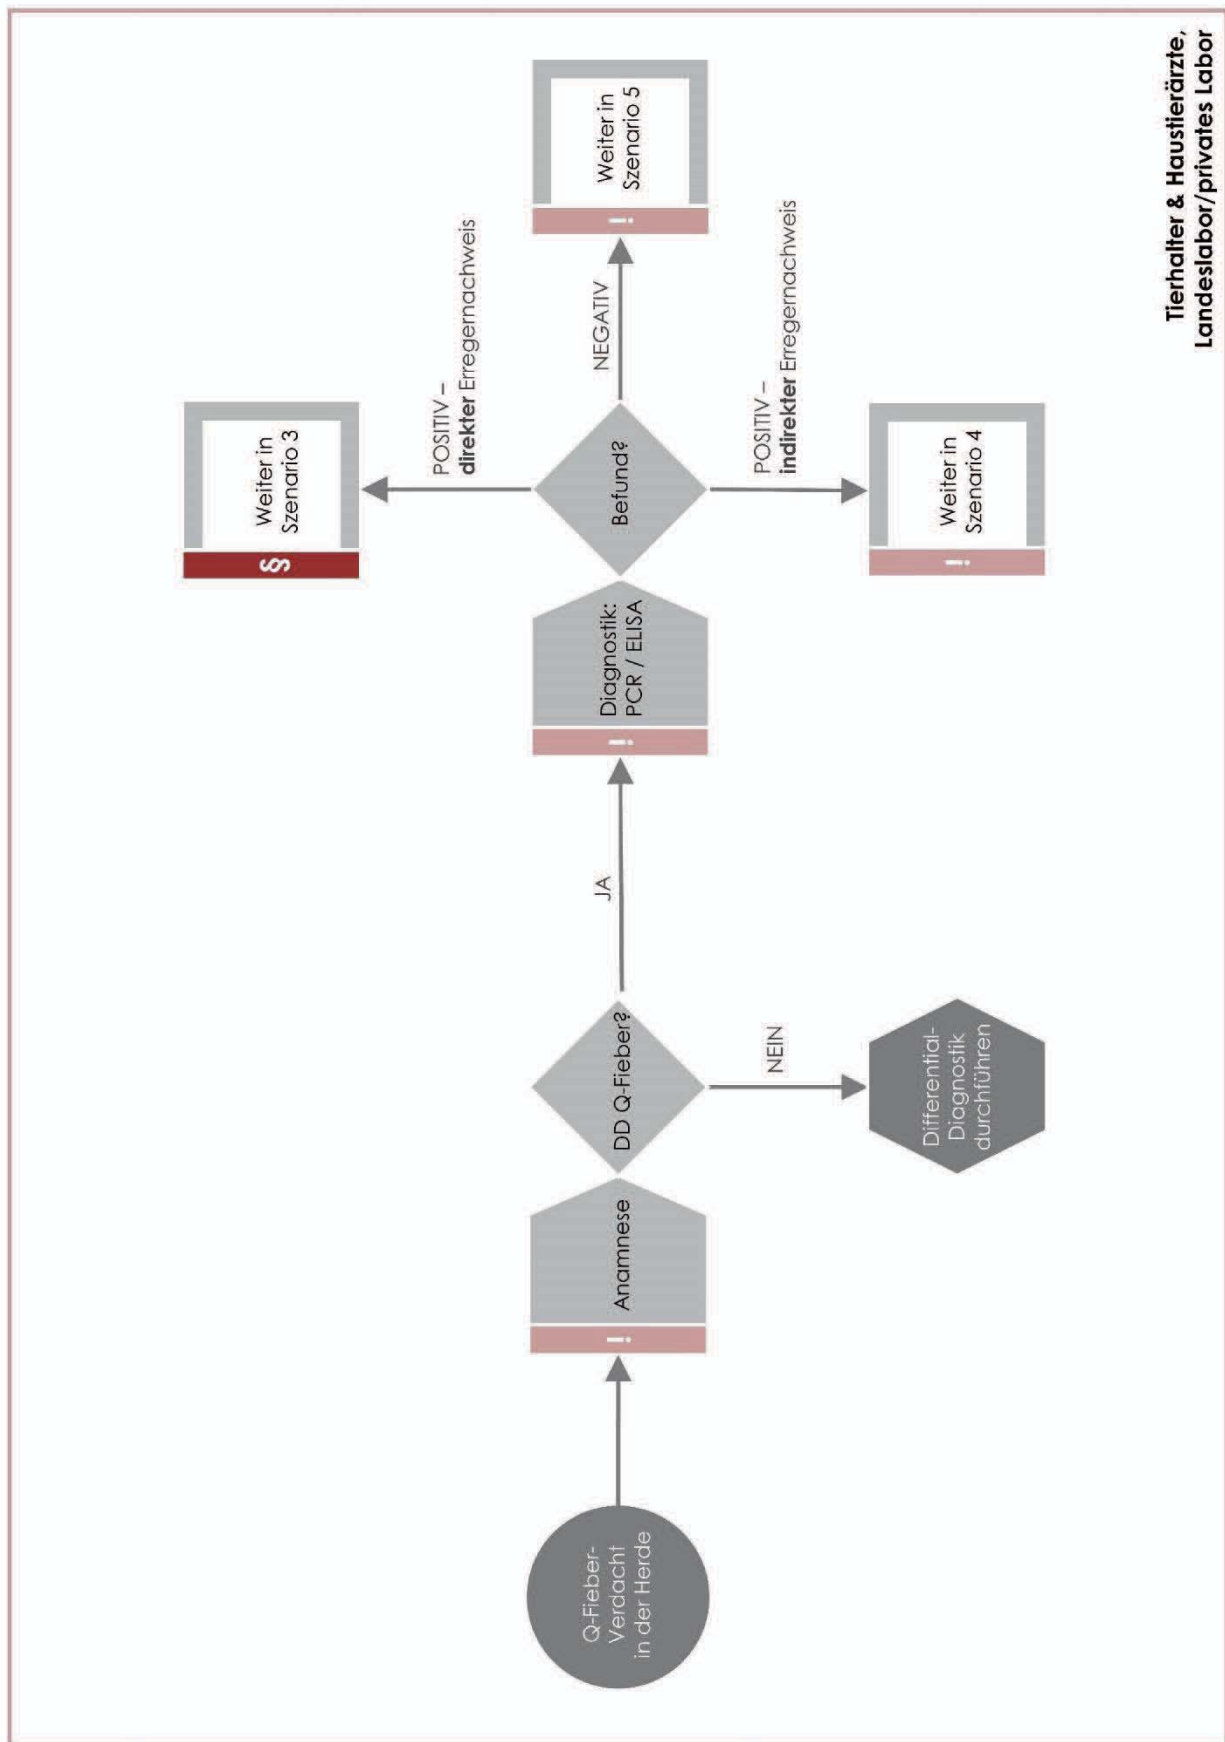 Q-Fieber-
Verdacht
in der Herde
i
Anamnese
DD Q-Fieber?
NEIN
Differential-
Diagnostik
durchführen
JA
i
Diagnostik:
PCR / ELISA
Befund?
POSITIV –
direkter Erregernachweis
§
Weiter in
Szenario 3
NEGATIV
i
Weiter in
Szenario 5
POSITIV –
indirekter Erregernachweis
i
Weiter in
Szenario 4
Tierhalter & Haustierärzte,
Landeslabor/privates Labor